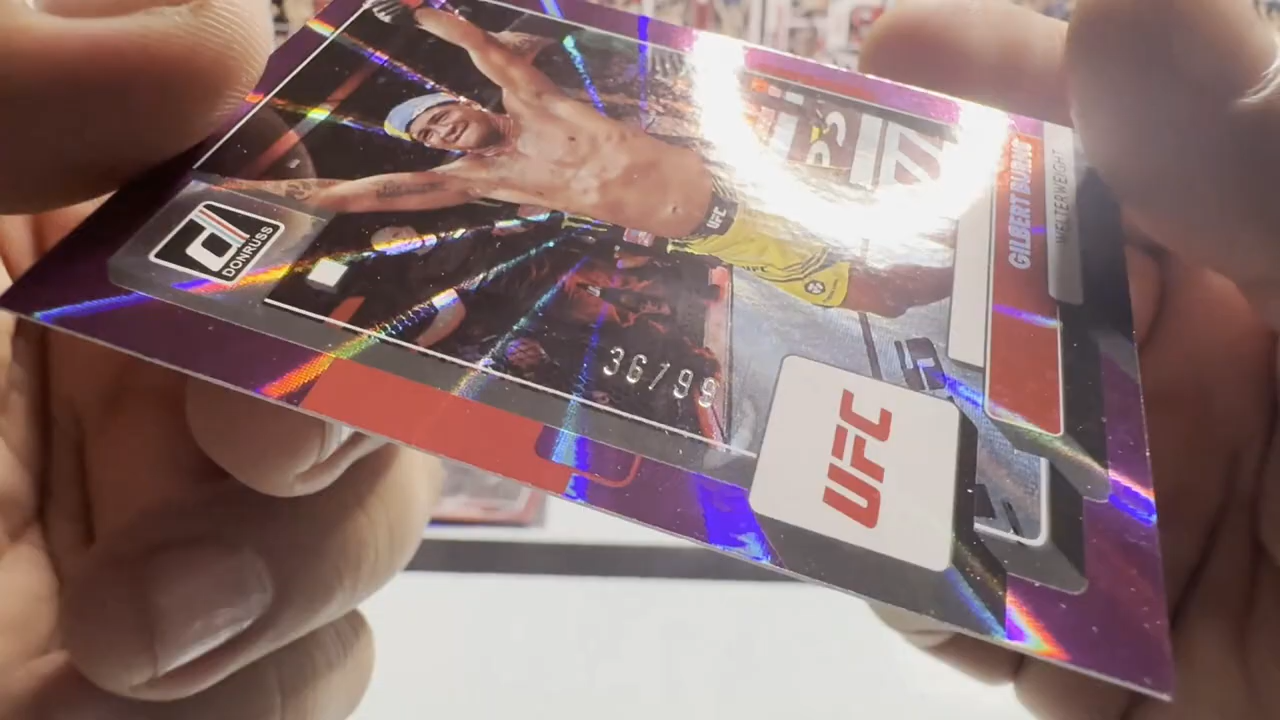 DONRUSS
UFC
36/99
UFC
GILBERT BURNS
WELTERWEIGHT